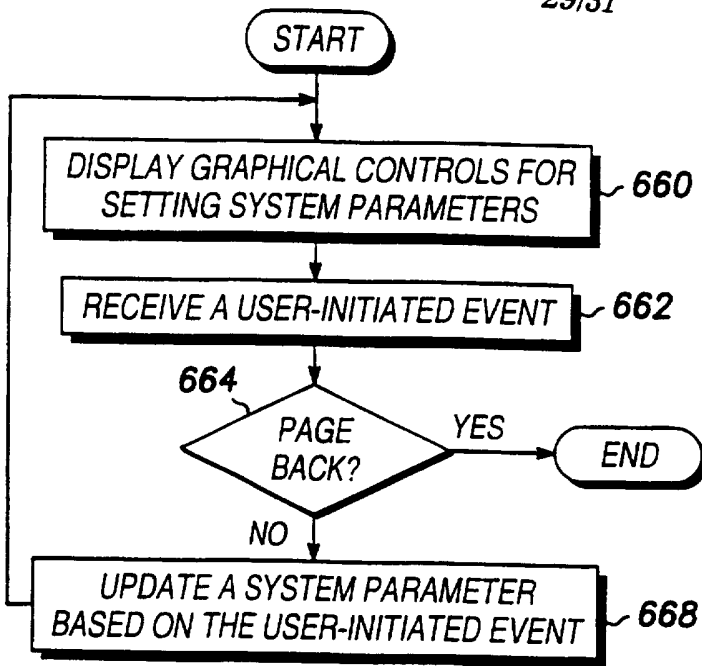 29/31
START
DISPLAY GRAPHICAL CONTROLS FOR
SETTING SYSTEM PARAMETERS
660
RECEIVE A USER-INITIATED EVENT
662
664
PAGE
BACK?
YES
END
NO
UPDATE A SYSTEM PARAMETER
BASED ON THE USER-INITIATED EVENT
668